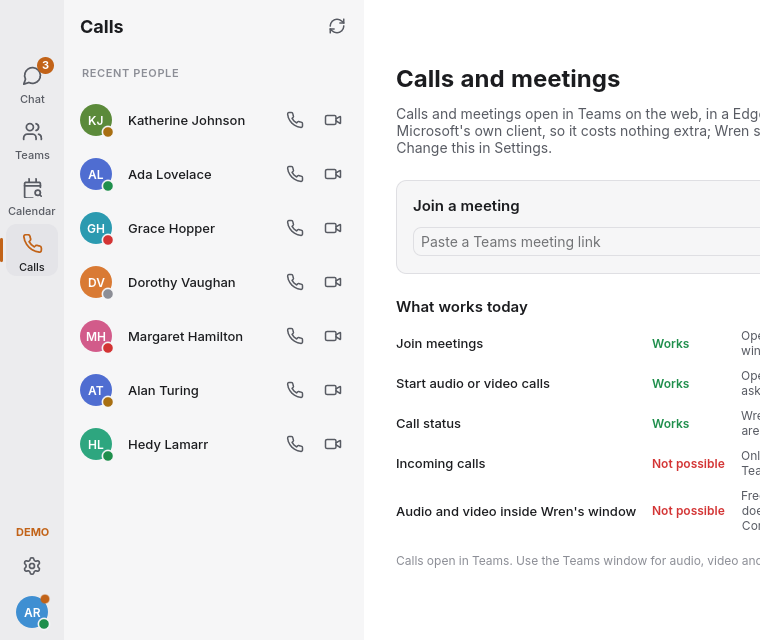 3
Chat
Teams
Calendar
Calls
DEMO
AR
Calls
RECENT PEOPLE
KJ Katherine Johnson
AL Ada Lovelace
GH Grace Hopper
DV Dorothy Vaughan
MH Margaret Hamilton
AT Alan Turing
HL Hedy Lamarr
Calls and meetings
Calls and meetings open in Teams on the web, in a Edg
Microsoft's own client, so it costs nothing extra; Wren s
Change this in Settings.
Join a meeting
Paste a Teams meeting link
What works today
Join meetings Works Ope
win
Start audio or video calls Works Ope
ask
Call status Works Wre
are
Incoming calls Not possible Onl
Tea
Audio and video inside Wren's window Not possible Free
doe
Cor
Calls open in Teams. Use the Teams window for audio, video and